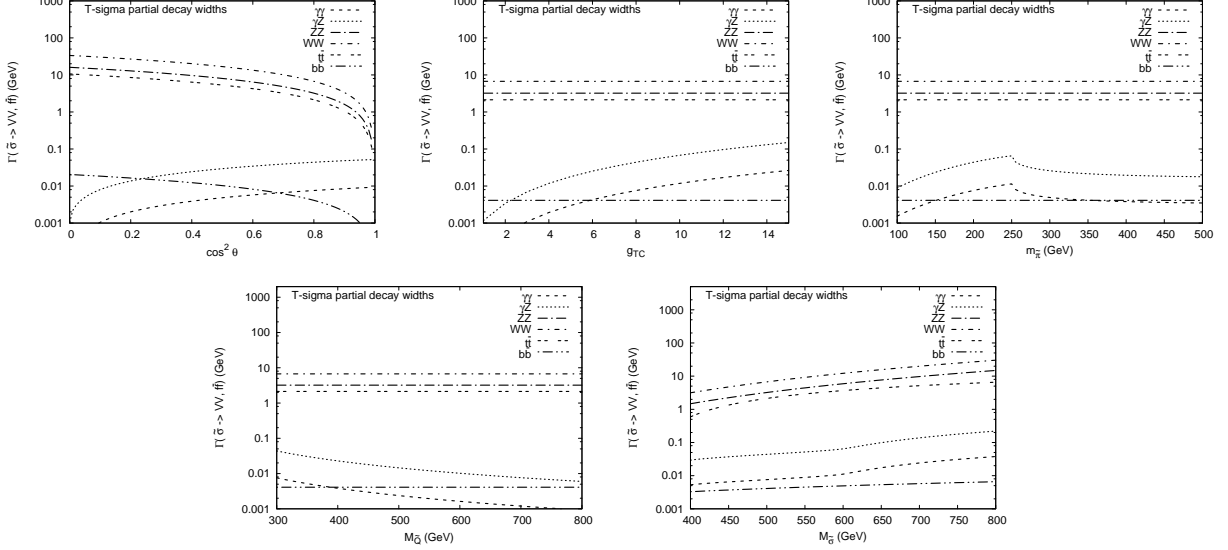 T-sigma partial decay widths
γγ
γZ
ZZ
WW
tt̄
bb̄
Γ( σ̃ -> VV, f̄f) (GeV)
1000
100
10
1
0.1
0.01
0.001
0 0.2 0.4 0.6 0.8 1
cos² θ
T-sigma partial decay widths
γγ
γZ
ZZ
WW
tt̄
bb̄
Γ( σ̃ -> VV, f̄f) (GeV)
1000
100
10
1
0.1
0.01
0.001
2 4 6 8 10 12 14
g_TC
T-sigma partial decay widths
γγ
γZ
ZZ
WW
tt̄
bb̄
Γ( σ̃ -> VV, f̄f) (GeV)
1000
100
10
1
0.1
0.01
0.001
100 150 200 250 300 350 400 450 500
m_π̃ (GeV)
T-sigma partial decay widths
γγ
γZ
ZZ
WW
tt̄
bb̄
Γ( σ̃ -> VV, f̄f) (GeV)
1000
100
10
1
0.1
0.01
0.001
300 400 500 600 700 800
M_Q̃ (GeV)
T-sigma partial decay widths
γγ
γZ
ZZ
WW
tt̄
bb̄
Γ( σ̃ -> VV, f̄f) (GeV)
1000
100
10
1
0.1
0.01
0.001
400 450 500 550 600 650 700 750 800
M_σ̃ (GeV)